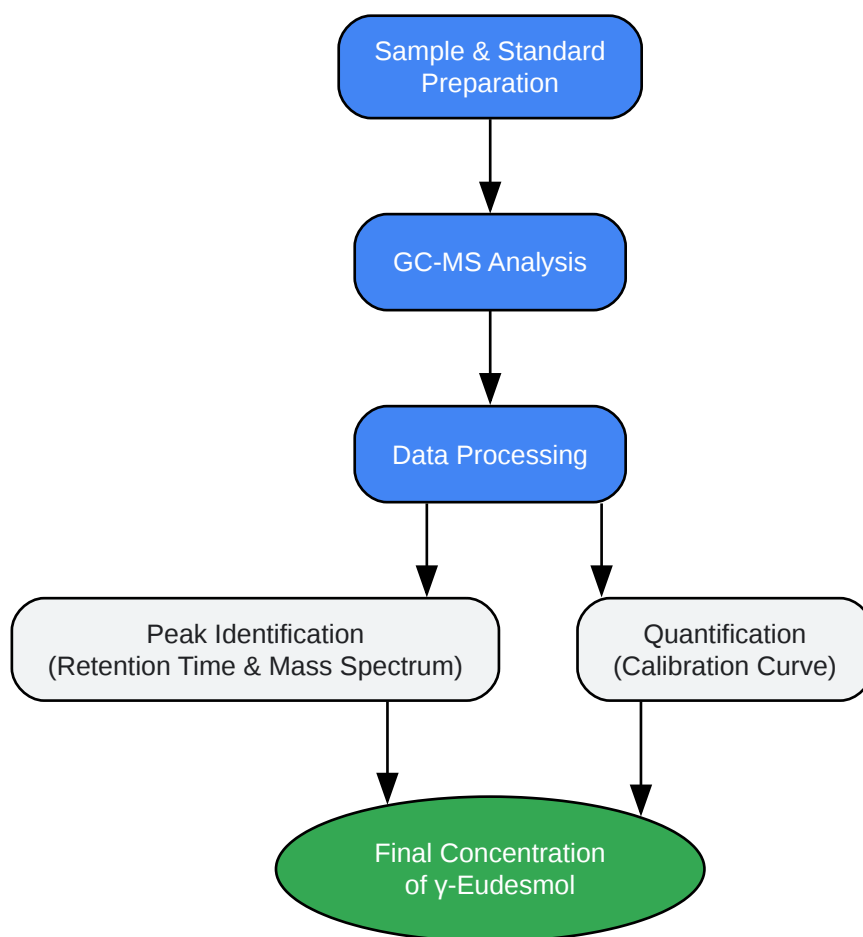 Sample & Standard
Preparation
GC-MS Analysis
Data Processing
Peak Identification
(Retention Time & Mass Spectrum)
Quantification
(Calibration Curve)
Final Concentration
of γ-Eudesmol